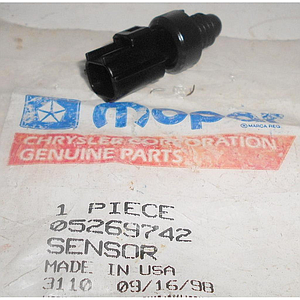 mopar
MARCA REG
CHRYSLER CORPORATION
GENUINE PARTS
1 PIECE
05269742
SENSOR
MADE IN USA
3110 09/16/98